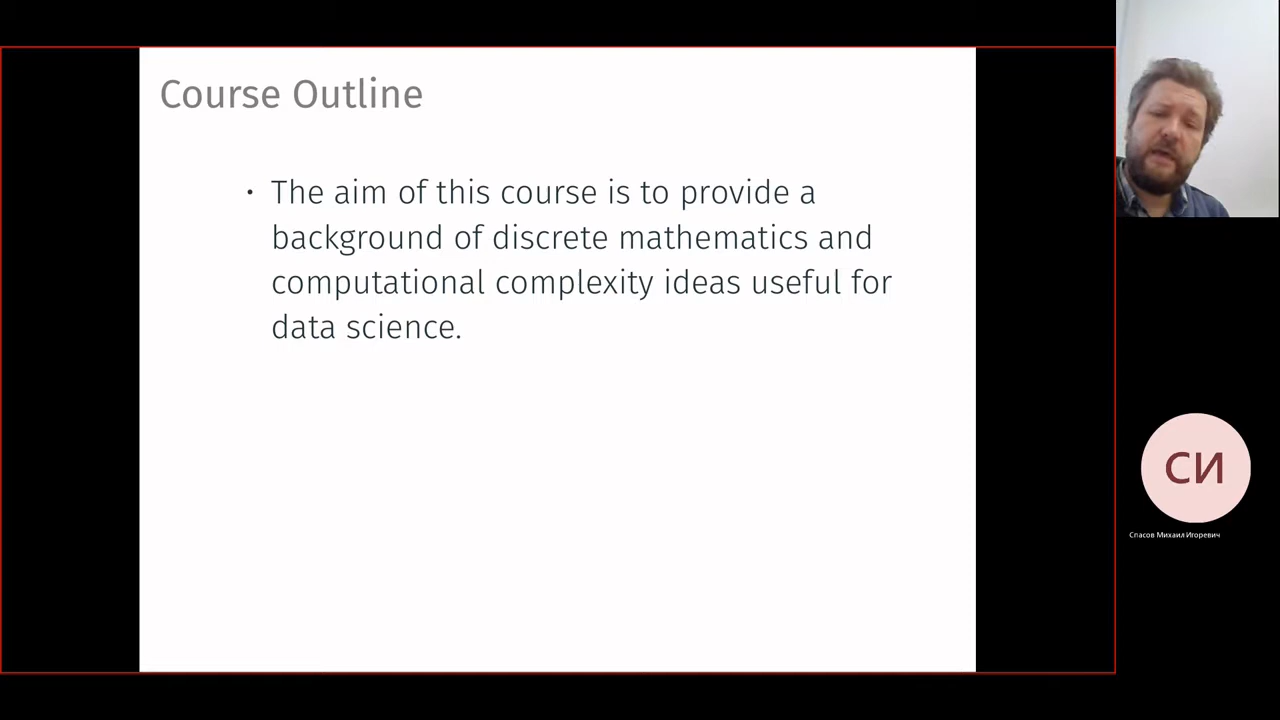 Course Outline
• The aim of this course is to provide a
background of discrete mathematics and
computational complexity ideas useful for
data science.
СИ
Спасов Михаил Игоревич